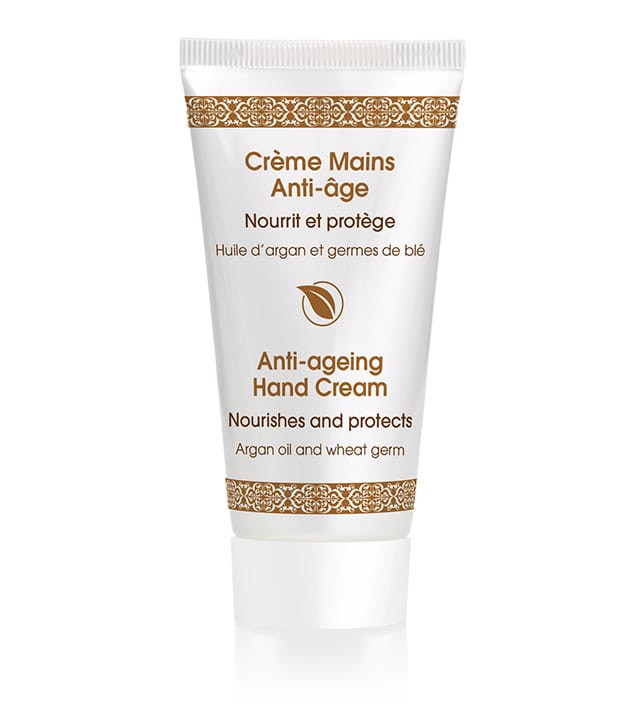 Crème Mains
Anti-âge
Nourrit et protège
Huile d'argan et germes de blé
Anti-ageing
Hand Cream
Nourishes and protects
Argan oil and wheat germ